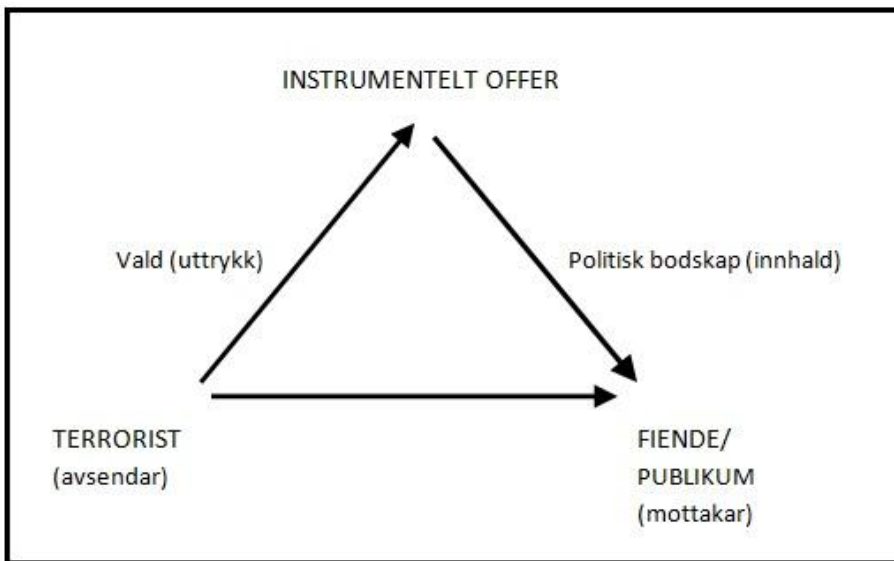 INSTRUMENTELT OFFER
Vald (uttrykk)
Politisk bodskap (innhald)
TERRORIST
(avsendar)
FIENDE/
PUBLIKUM
(mottakar)